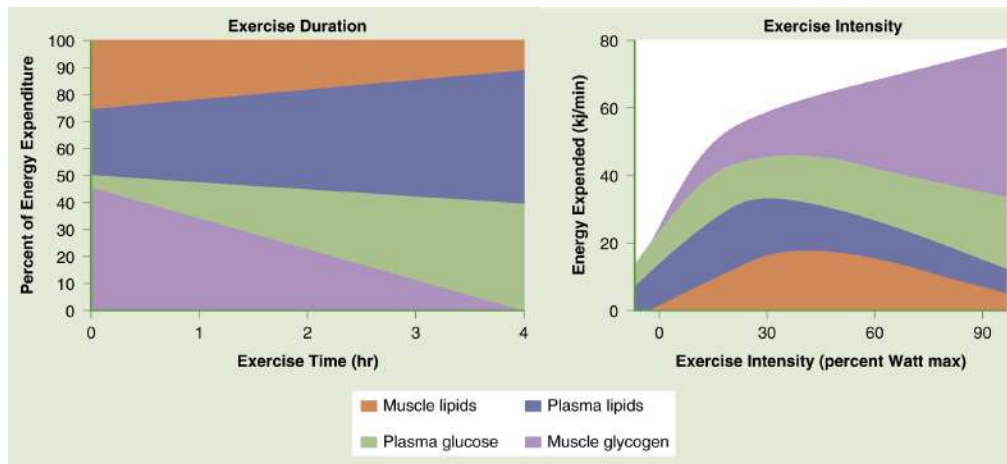 Exercise Duration
100
90
80
70
60
50
40
30
20
10
0
Percent of Energy Expenditure
0 1 2 3 4
Exercise Time (hr)
Exercise Intensity
80
60
40
20
0
Energy Expended (kj/min)
0 30 60 90
Exercise Intensity (percent Watt max)
Muscle lipids Plasma lipids
Plasma glucose Muscle glycogen